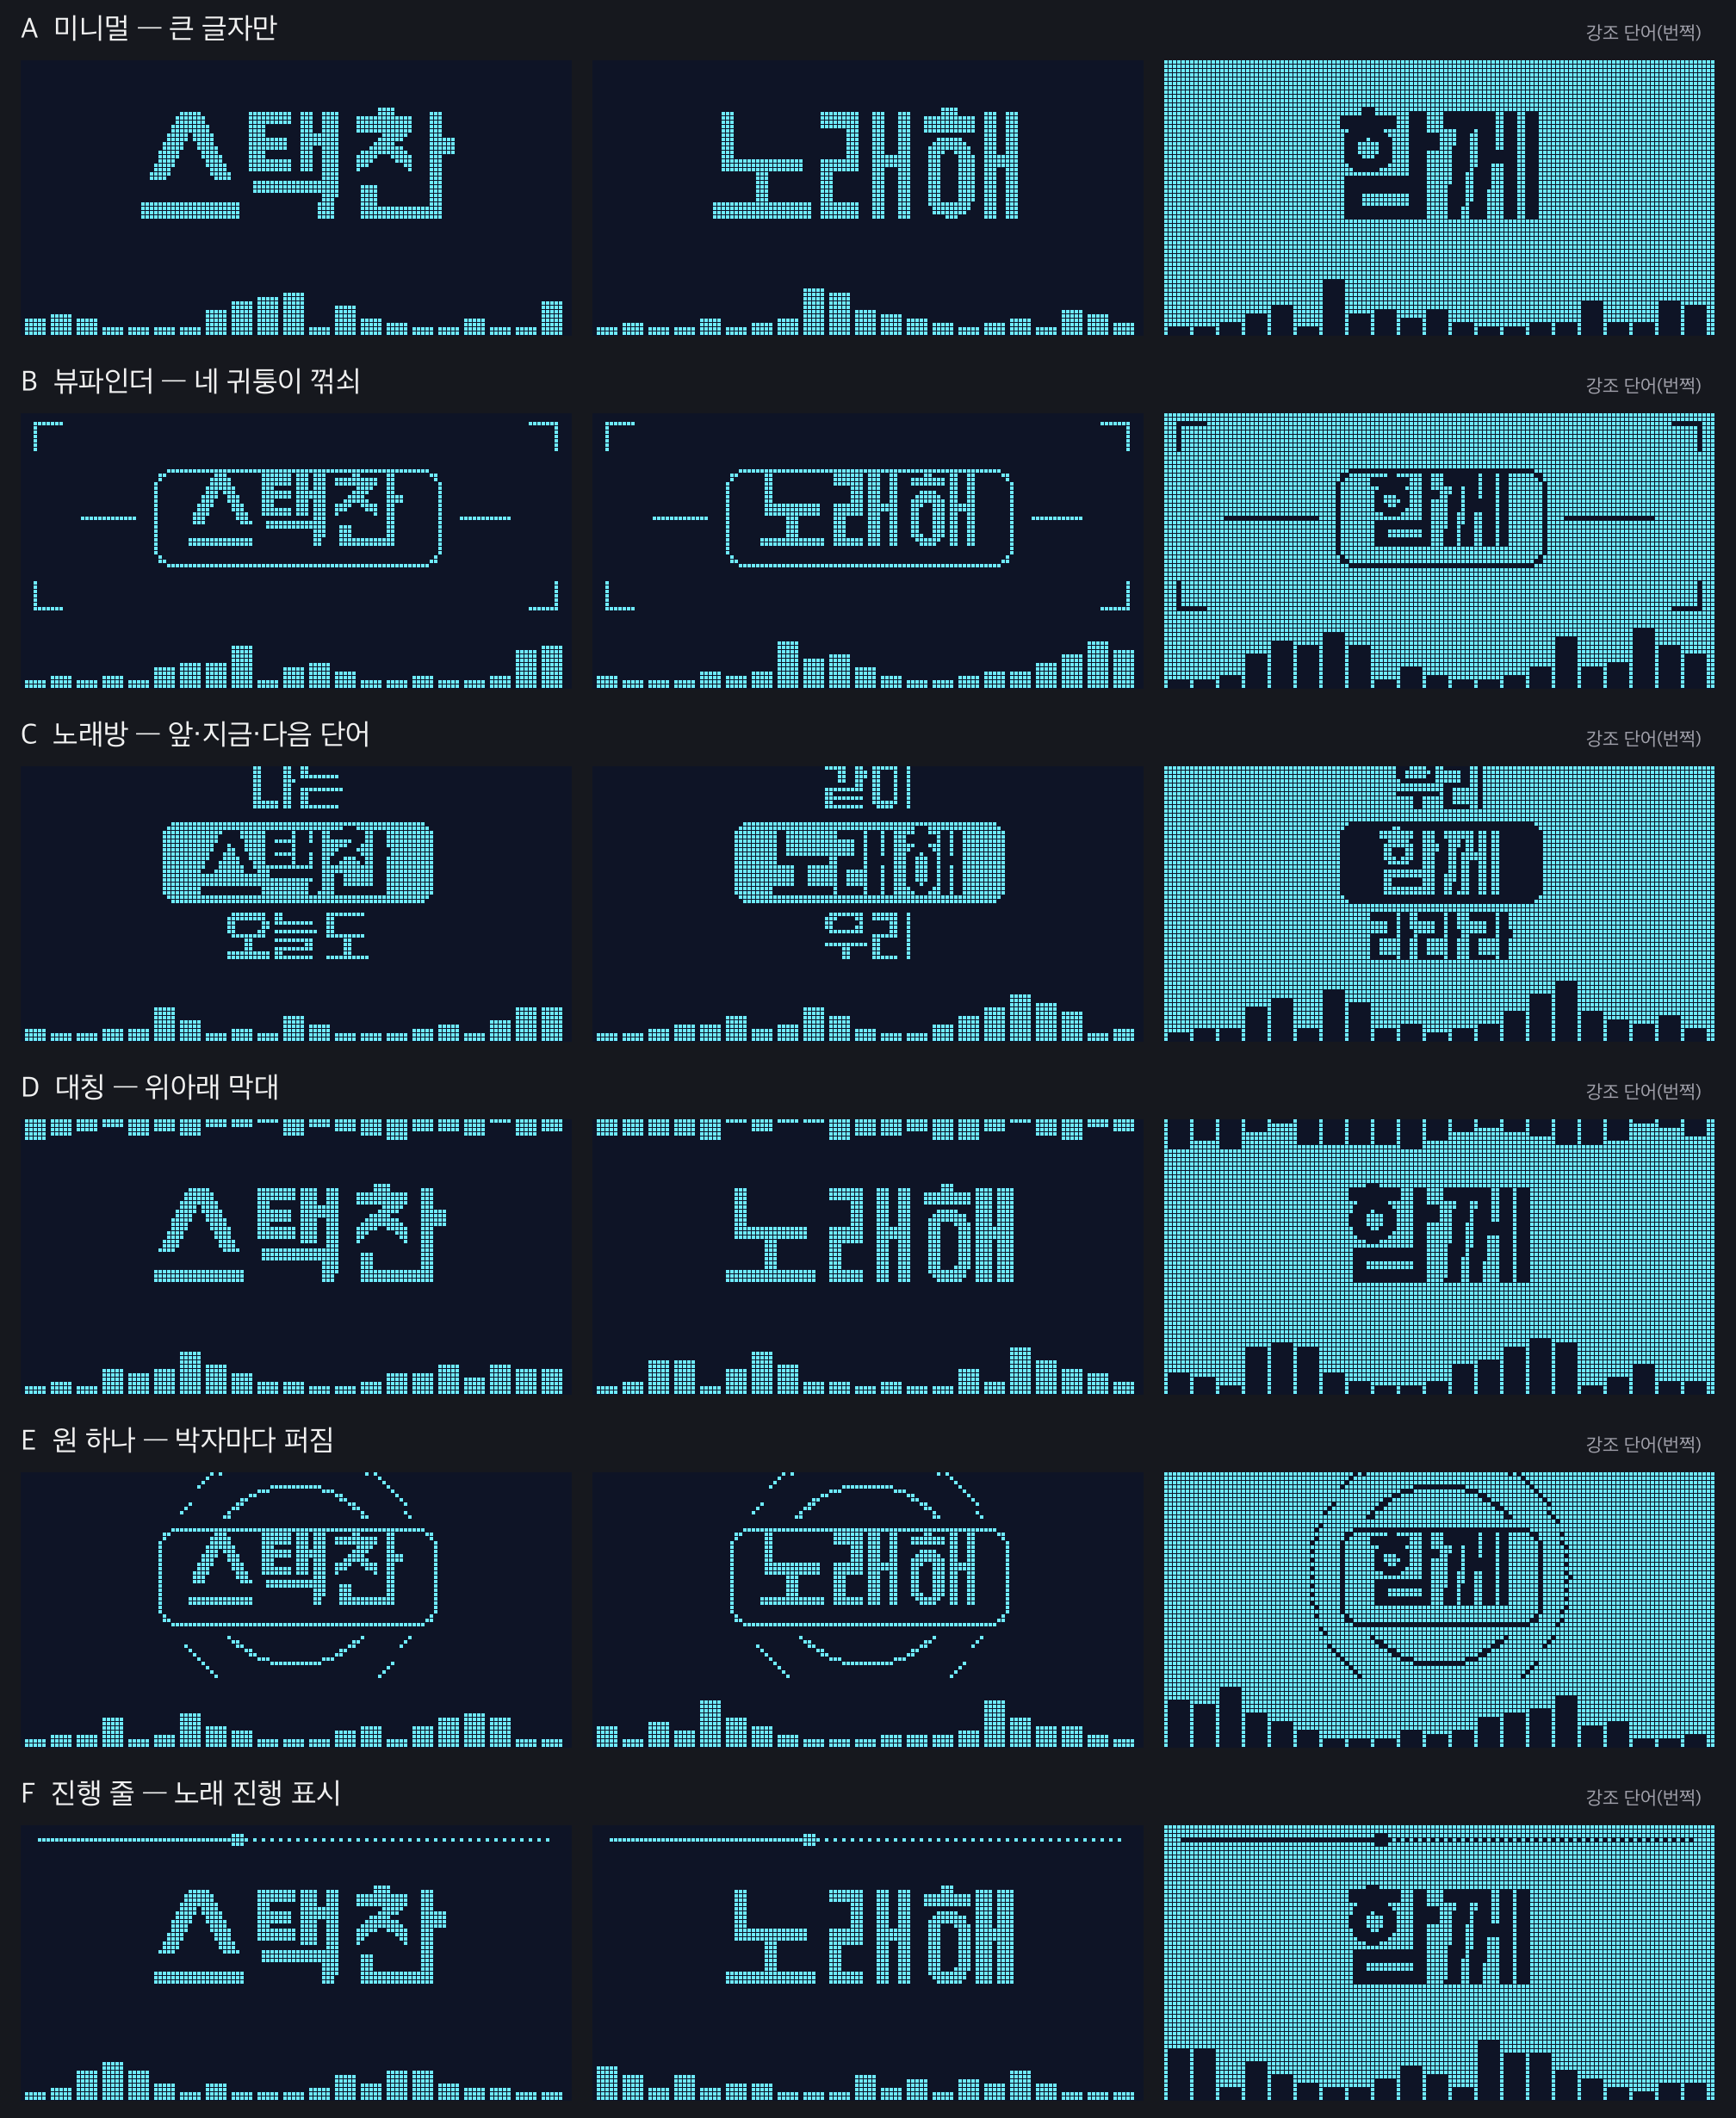 A 미니멀 — 큰 글자만
강조 단어(번쩍)
스택찬
노래해
함께
B 뷰파인더 — 네 귀퉁이 꺾쇠
강조 단어(번쩍)
스택찬
노래해
함께
C 노래방 — 앞·지금·다음 단어
강조 단어(번쩍)
나는
스택찬
오늘도
같이
노래해
우리
우리
함께
라라라
D 대칭 — 위아래 막대
강조 단어(번쩍)
스택찬
노래해
함께
E 원 하나 — 박자마다 퍼짐
강조 단어(번쩍)
스택찬
노래해
함께
F 진행 줄 — 노래 진행 표시
강조 단어(번쩍)
스택찬
노래해
함께